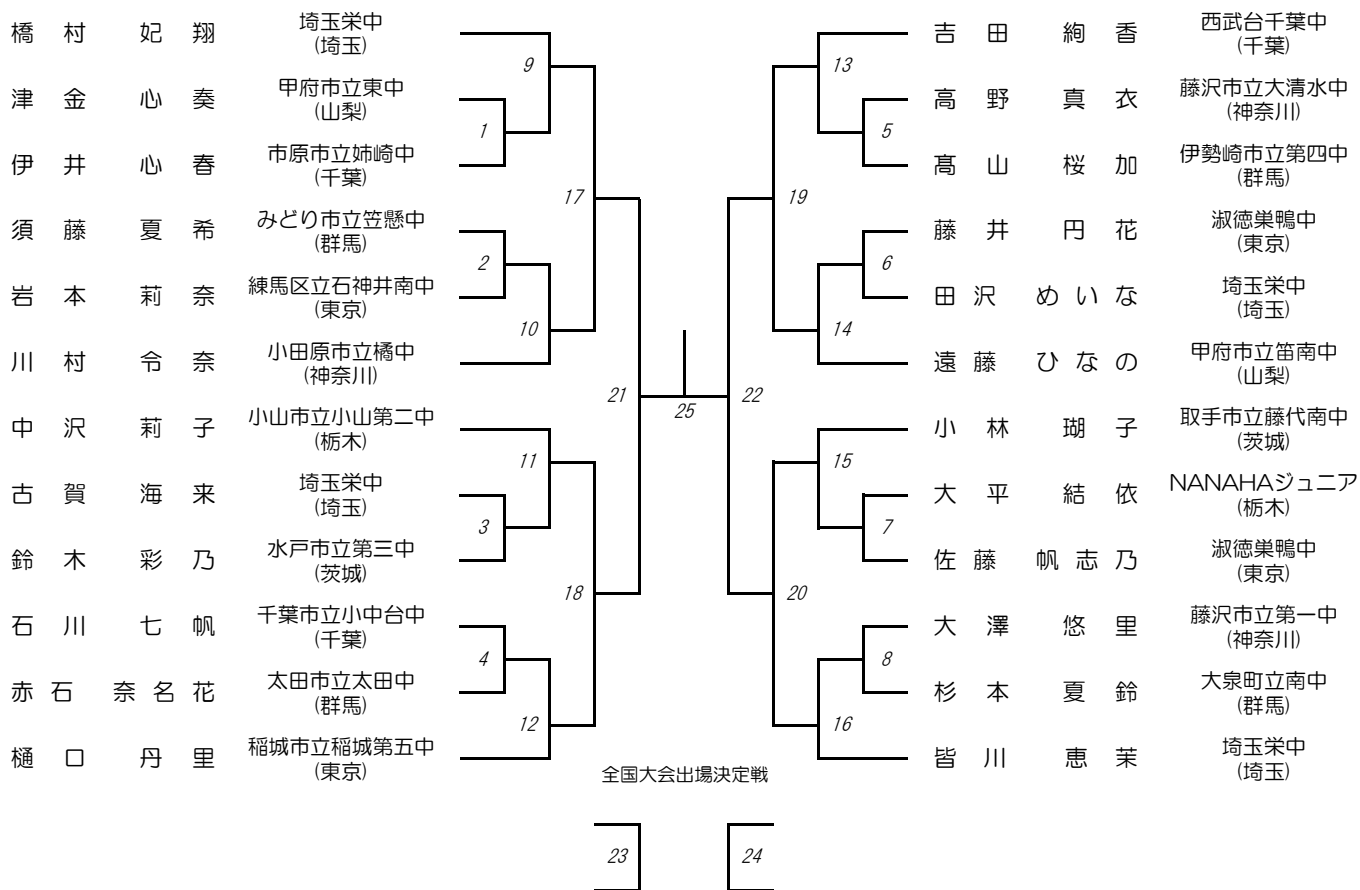 橋村 妃翔 埼玉栄中
(埼玉)
9
津金 心奏 甲府市立東中
(山梨)
1
伊井 心春 市原市立姉崎中
(千葉)
17
須藤 夏希 みどり市立笠懸中
(群馬)
2
岩本 莉奈 練馬区立石神井南中
(東京)
10
川村 令奈 小田原市立橘中
(神奈川)
21
中沢 莉子 小山市立小山第二中
(栃木)
11
古賀 海来 埼玉栄中
(埼玉)
3
鈴木 彩乃 水戸市立第三中
(茨城)
18
石川 七帆 千葉市立小中台中
(千葉)
4
赤石 奈名花 太田市立太田中
(群馬)
12
樋口 丹里 稲城市立稲城第五中
(東京)
25
吉田 絢香 西武台千葉中
(千葉)
13
高野 真衣 藤沢市立大清水中
(神奈川)
5
髙山 桜加 伊勢崎市立第四中
(群馬)
19
藤井 円花 淑徳巣鴨中
(東京)
6
田沢 めいな 埼玉栄中
(埼玉)
14
遠藤 ひなの 甲府市立笛南中
(山梨)
22
小林 瑚子 取手市立藤代南中
(茨城)
15
大平 結依 NANAHAジュニア
(栃木)
7
佐藤 帆志乃 淑徳巣鴨中
(東京)
20
大澤 悠里 藤沢市立第一中
(神奈川)
8
杉本 夏鈴 大泉町立南中
(群馬)
16
皆川 恵茉 埼玉栄中
(埼玉)
全国大会出場決定戦
23 24